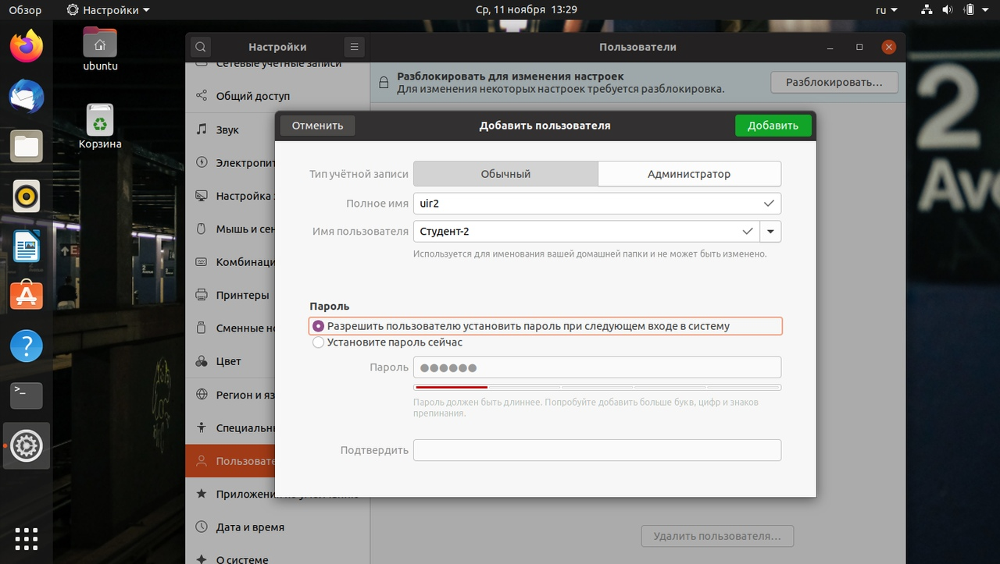 Обзор
Настройки
Ср, 11 ноября 13:29
ru
ubuntu
Корзина
Настройки
Пользователи
Сетевые учётные записи
Общий доступ
Звук
Электропит
Настройка
Мышь и сен
Комбинаци
Принтеры
Сменные но
Цвет
Регион и яз
Специальны
Пользовате
Приложения по умолчанию
Дата и время
О системе
Разблокировать для изменения настроек
Для изменения некоторых настроек требуется разблокировка.
Разблокировать...
Отменить
Добавить пользователя
Добавить
Тип учётной записи
Обычный
Администратор
Полное имя
uir2
Имя пользователя
Студент-2
Используется для именования вашей домашней папки и не может быть изменено.
Пароль
Разрешить пользователю установить пароль при следующем входе в систему
Установите пароль сейчас
Пароль
●●●●●●
Пароль должен быть длиннее. Попробуйте добавить больше букв, цифр и знаков
препинания.
Подтвердить
Удалить пользователя...
2
Ave